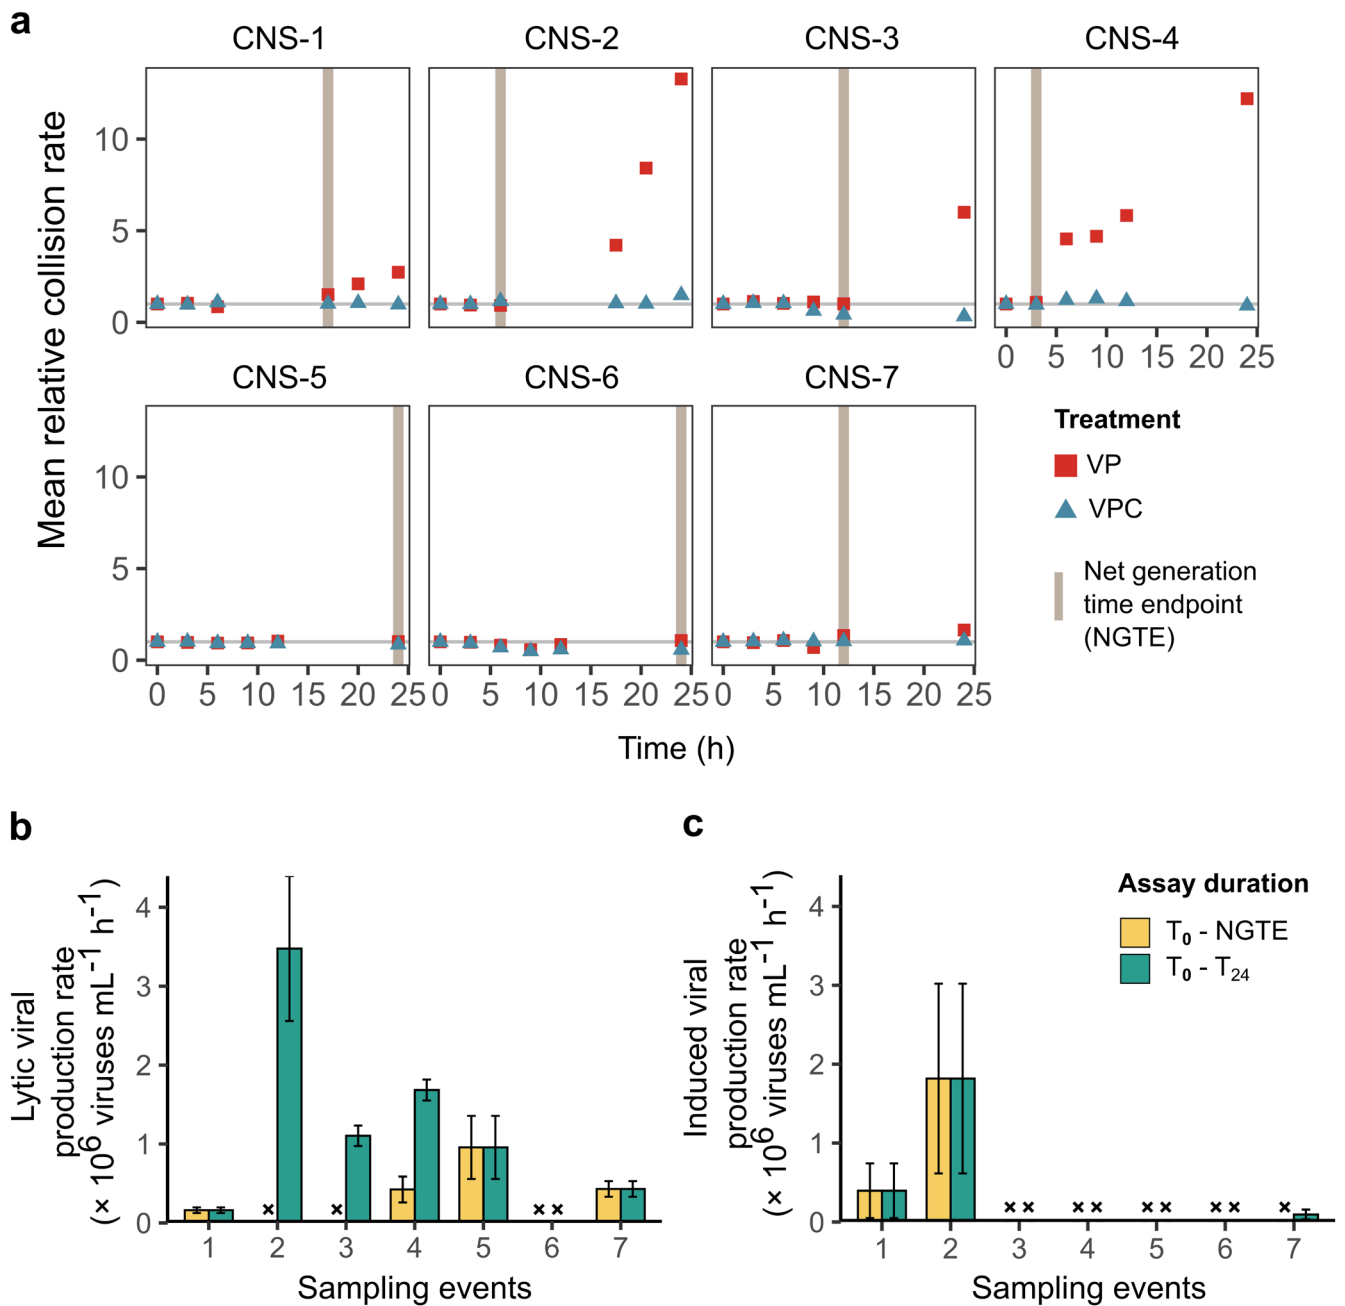 a
CNS-1 CNS-2 CNS-3 CNS-4
Mean relative collision rate
10
5
0
0 5 10 15 20 25
CNS-5 CNS-6 CNS-7
10
5
0
0 5 10 15 20 25 0 5 10 15 20 25 0 5 10 15 20 25
Time (h)
Treatment
VP
VPC
Net generation
time endpoint
(NGTE)
b
Lytic viral
production rate
(× 10⁶ viruses mL⁻¹ h⁻¹)
4
3
2
1
0
× × × ×
1 2 3 4 5 6 7
Sampling events
c
Induced viral
production rate
(× 10⁶ viruses mL⁻¹ h⁻¹)
4
3
2
1
0
× × × × × × × × ×
1 2 3 4 5 6 7
Sampling events
Assay duration
T₀ - NGTE
T₀ - T₂₄